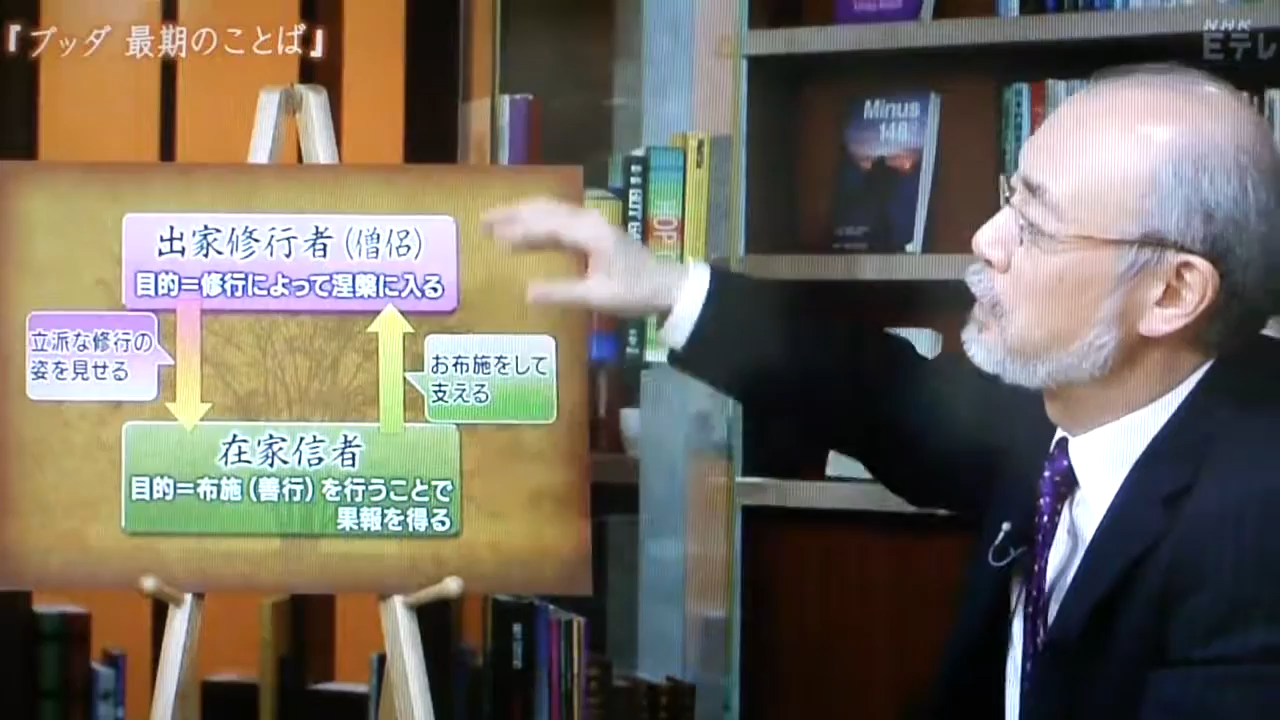 『ブッダ 最期のことば』
NHK
Eテレ
Minus
148
出家修行者(僧侶)
目的=修行によって涅槃に入る
立派な修行の
姿を見せる
お布施をして
支える
在家信者
目的=布施(善行)を行うことで
果報を得る